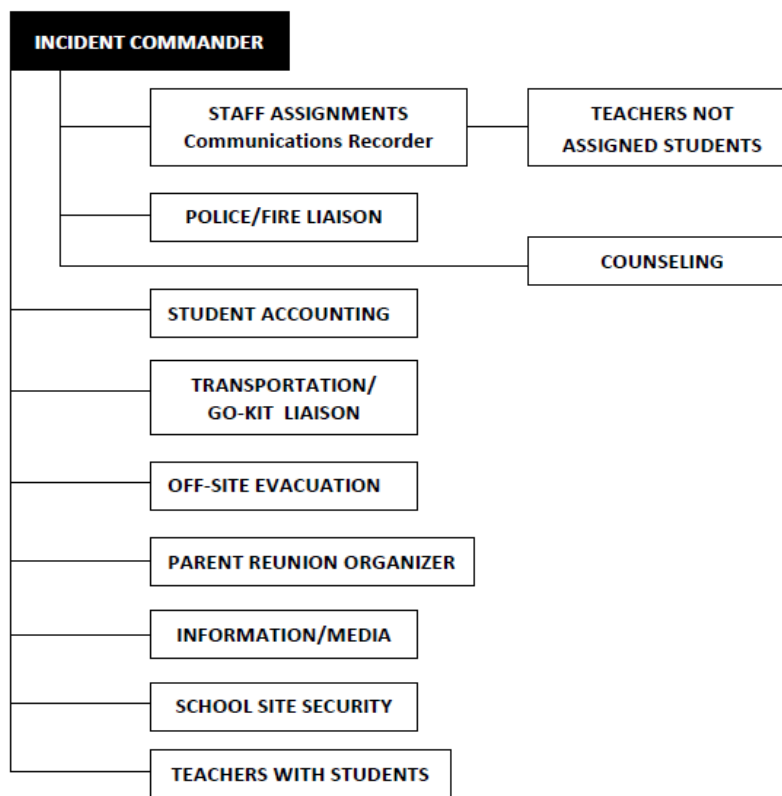 INCIDENT COMMANDER
STAFF ASSIGNMENTS
Communications Recorder
TEACHERS NOT
ASSIGNED STUDENTS
POLICE/FIRE LIAISON
COUNSELING
STUDENT ACCOUNTING
TRANSPORTATION/
GO-KIT LIAISON
OFF-SITE EVACUATION
PARENT REUNION ORGANIZER
INFORMATION/MEDIA
SCHOOL SITE SECURITY
TEACHERS WITH STUDENTS